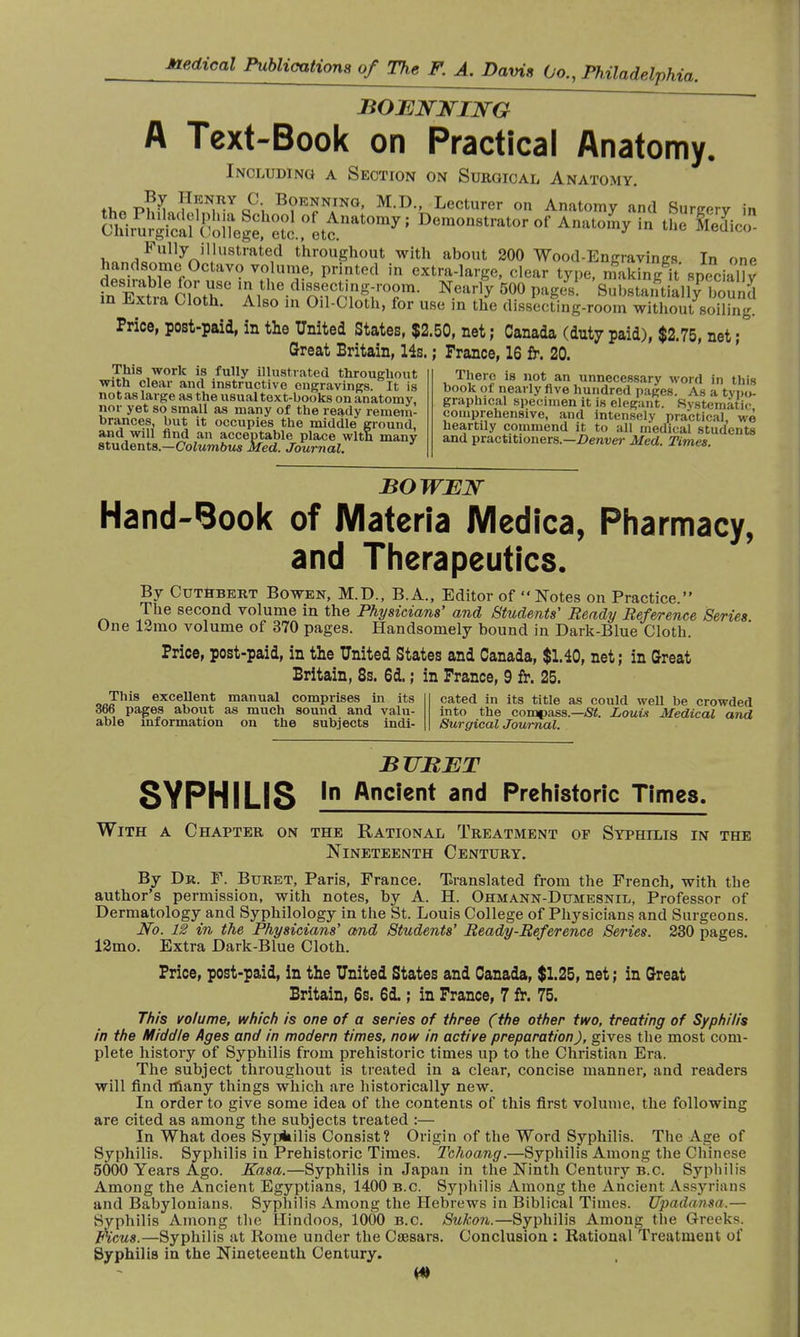 Medical Publications of The F. A. Davis Co., Philadelphia.
BOENNING
A Text-Book on Practical Anatomy.
Including a Section on Surgical Anatomy.
By Henry C. Boenning, M.D., Lecturer on Anatomy and Surgery in
the Philadelphia School of Anatomy; Demonstrator of Anatomy in the Medico-
Chirurgical College, etc., etc.
Fully illustrated throughout with about 200 Wood-Engravings. In one
handsome Octavo volume, printed in extra-large, clear type, making it specially
desirable for use in the dissecting-room. Nearly 500 pages. Substantially bound
in Extra Cloth. Also in Oil-Cloth, for use in the dissecting-room without soiling.
Price, post-paid, in the United States, $2.50, net; Canada (duty paid), $2.75, net;
Great Britain, 14s.; France, 16 fr. 20.
This work is fully illustrated throughout
with clear and instructive engravings. It is
not as large as the usual text-books on anatomy,
nor yet so small as many of the ready remem-
brances, but it occupies the middle ground,
and will find an acceptable place with many
students.—Columbus Med. Journal.
There is not an unnecessary word in this
book of nearly five hundred pages. As a typo-
graphical specimen it is elegant. Systematic,
comprehensive, and intensely practical, we
heartily commend it to all medical students
and practitioners.—Denver Med. Times.
BOWEN
Hand-Book of Materia Medica, Pharmacy,
and Therapeutics.
By Cuthbert Bowen, M.D., B.A., Editor of "Notes on Practice."
The second volume in the Physicians' and Students' Ready Reference Series.
One 12mo volume of 370 pages. Handsomely bound in Dark-Blue Cloth.
Price, post-paid, in the United States and Canada, $1.40, net; in Great
Britain, 8s. 6d.; in France, 9 fr. 25.
This excellent manual comprises in its
366 pages about as much sound and valu-
able information on the subjects indi-
cated in its title as could well be crowded
into the compass.—St. Louis Medical and
Surgical Journal.
BURET
SYPHILIS In Ancient and Prehistoric Times.
With a Chapter on the Rational Treatment of Syphilis in the
Nineteenth Century.
By Dr. F. Buret, Paris, France. Translated from the French, with the
author's permission, with notes, by A. H. Ohmann-Dumesnil, Professor of
Dermatology and Syphilology in the St. Louis College of Physicians and Surgeons.
No. 12 in the Physicians' and Students' Ready-Reference Series. 230 pages.
12mo. Extra Dark-Blue Cloth.
Price, post-paid, in the United States and Canada, $1.25, net; in Great
Britain, 6s. 6d.; in France, 7 fr. 75.
This volume, which is one of a series of three (the other two, treating of Syphilis
in the Middle Ages and in modern times, now in active preparation), gives the most com-
plete history of Syphilis from prehistoric times up to the Christian Era.
The subject throughout is treated in a clear, concise manner, and readers
will find many things which are historically new.
In order to give some idea of the contents of this first volume, the following
are cited as among the subjects treated :—
In What does Syphilis Consist? Origin of the Word Syphilis. The Age of
Syphilis. Syphilis in Prehistoric Times. Tchoang.—Syphilis Among the Chinese
5000 Years Ago. Kasa.—Syphilis in Japan in the Ninth Century B.C. Syphilis
Among the Ancient Egyptians, 1400 B.C. Syphilis Among the Ancient Assyrians
and Babylonians. Syphilis Among the Hebrews in Biblical Times. Upadansa.—
Syphilis Among the Hindoos, 1000 B.C. Sukon.—Syphilis Among the Greeks.
Ficus.—Syphilis at Rome under the Cæsars. Conclusion : Rational Treatment of
Syphilis in the Nineteenth Century.
(4)